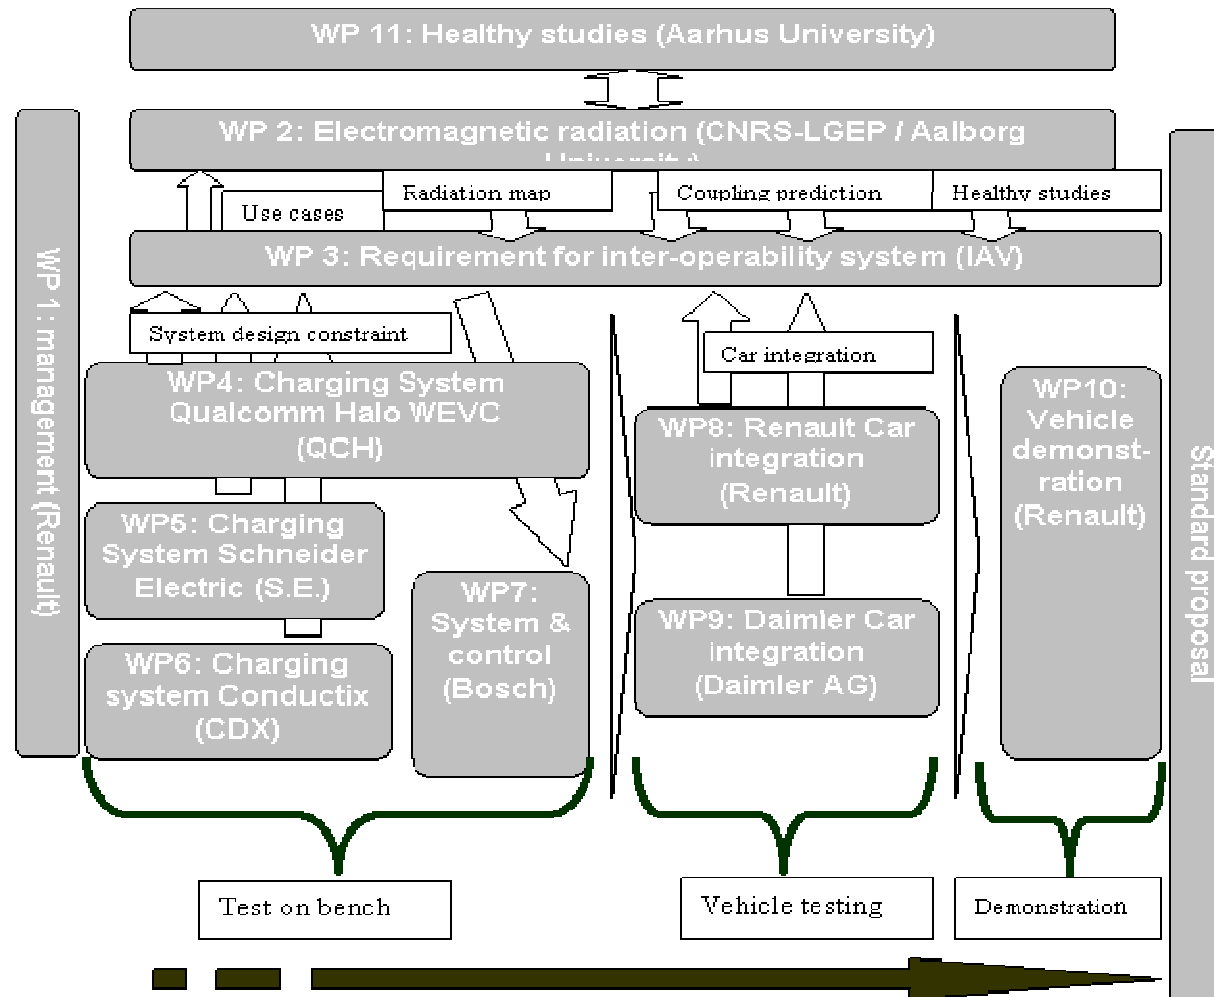 WP 11: Healthy studies (Aarhus University)
WP 2: Electromagnetic radiation (CNRS-LGEP / Aalborg
University)
Radiation map
Coupling prediction
Healthy studies
Use cases
WP 3: Requirement for inter-operability system (IAV)
WP 1: management (Renault)
System design constraint
Car integration
WP4: Charging System
Qualcomm Halo WEVC
(QCH)
WP8: Renault Car
integration
(Renault)
WP10:
Vehicle
demonst-
ration
(Renault)
WP5: Charging
System Schneider
Electric (S.E.)
WP7:
System &
control
(Bosch)
WP9: Daimler Car
integration
(Daimler AG)
WP6: Charging
system Conductix
(CDX)
Standard proposal
Test on bench
Vehicle testing
Demonstration